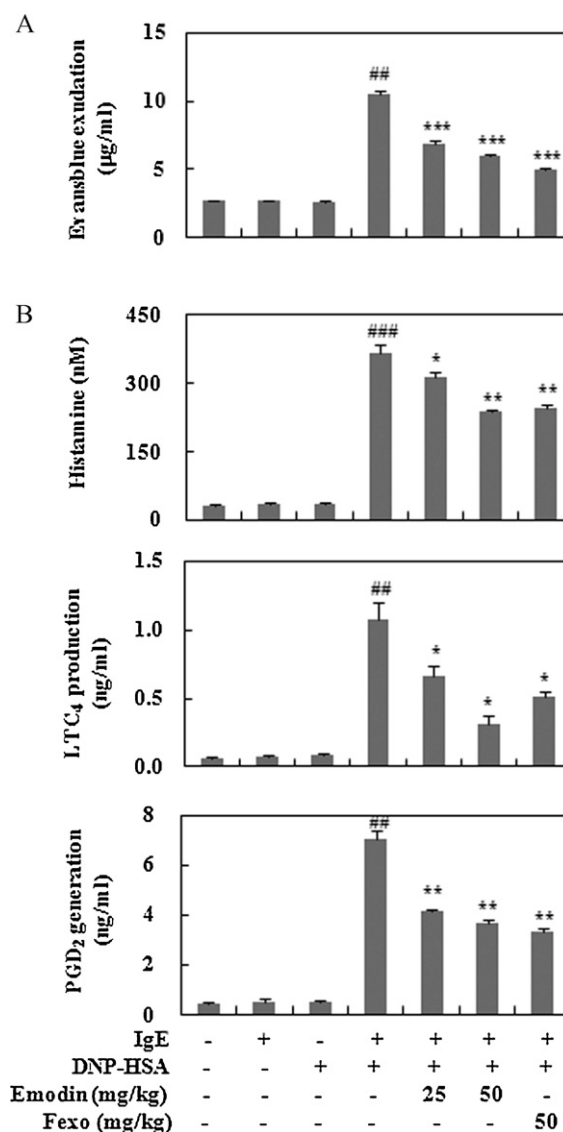 A
Evansblue exudation
(µg/ml)
15
10
5
0
##
***
***
***
B
Histamine (nM)
450
300
150
0
###
*
**
**
LTC4 production
(ng/ml)
1.5
1.0
0.5
0.0
##
*
*
*
PGD2 generation
(ng/ml)
8
6
4
2
0
##
**
**
**
IgE - + - + + + +
DNP-HSA - - + + + + +
Emodin (mg/kg) - - - - 25 50 -
Fexo (mg/kg) - - - - - - 50